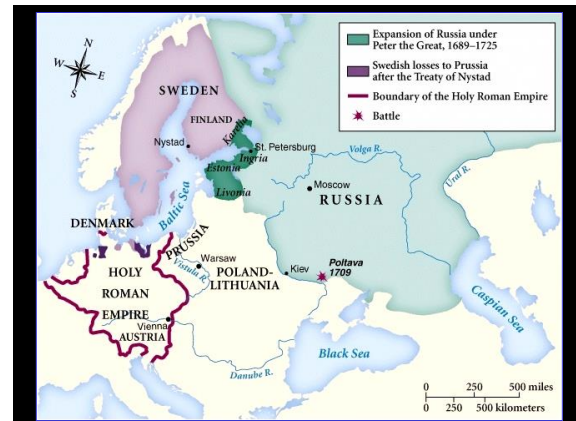 Expansion of Russia under
Peter the Great, 1689–1725
Swedish losses to Prussia
after the Treaty of Nystad
Boundary of the Holy Roman Empire
Battle
N
W
E
S
SWEDEN
FINLAND
Karelia
Nystad
St. Petersburg
Ingria
Estonia
Livonia
Baltic Sea
Volga R.
Ural R.
Moscow
RUSSIA
DENMARK
PRUSSIA
Warsaw
Vistula R.
POLAND-
LITHUANIA
Kiev
Poltava
1709
HOLY
ROMAN
EMPIRE
Vienna
AUSTRIA
Caspian Sea
Black Sea
Danube R.
0 250 500 miles
0 250 500 kilometers